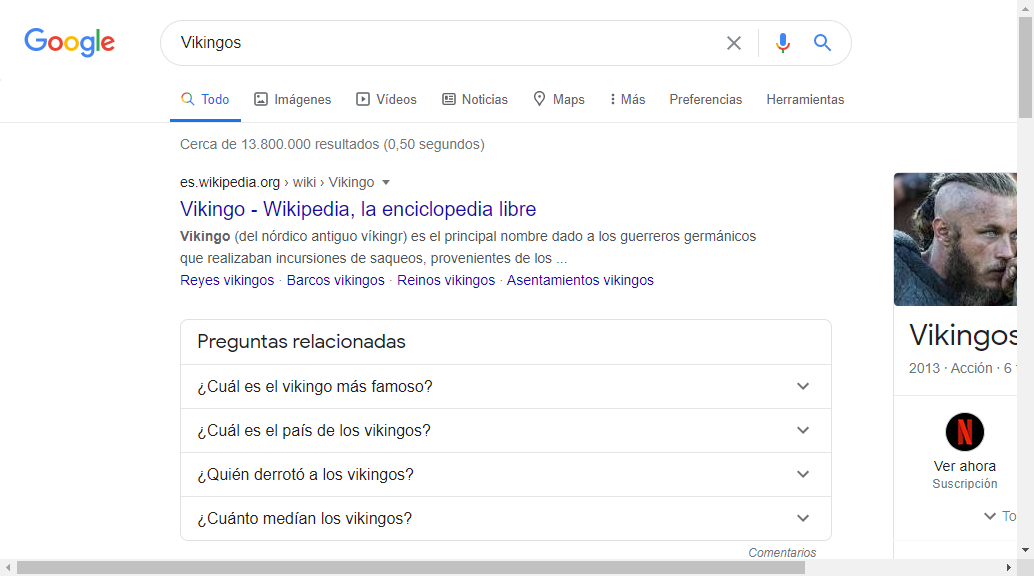 Google
Vikingos
Todo
Imágenes
Vídeos
Noticias
Maps
Más
Preferencias
Herramientas
Cerca de 13.800.000 resultados (0,50 segundos)
es.wikipedia.org › wiki › Vikingo
Vikingo - Wikipedia, la enciclopedia libre
Vikingo (del nórdico antiguo víkingr) es el principal nombre dado a los guerreros germánicos
que realizaban incursiones de saqueos, provenientes de los ...
Reyes vikingos · Barcos vikingos · Reinos vikingos · Asentamientos vikingos
Preguntas relacionadas
¿Cuál es el vikingo más famoso?
¿Cuál es el país de los vikingos?
¿Quién derrotó a los vikingos?
¿Cuánto medían los vikingos?
Comentarios
Vikingos
2013 · Acción · 6
N
Ver ahora
Suscripción
To